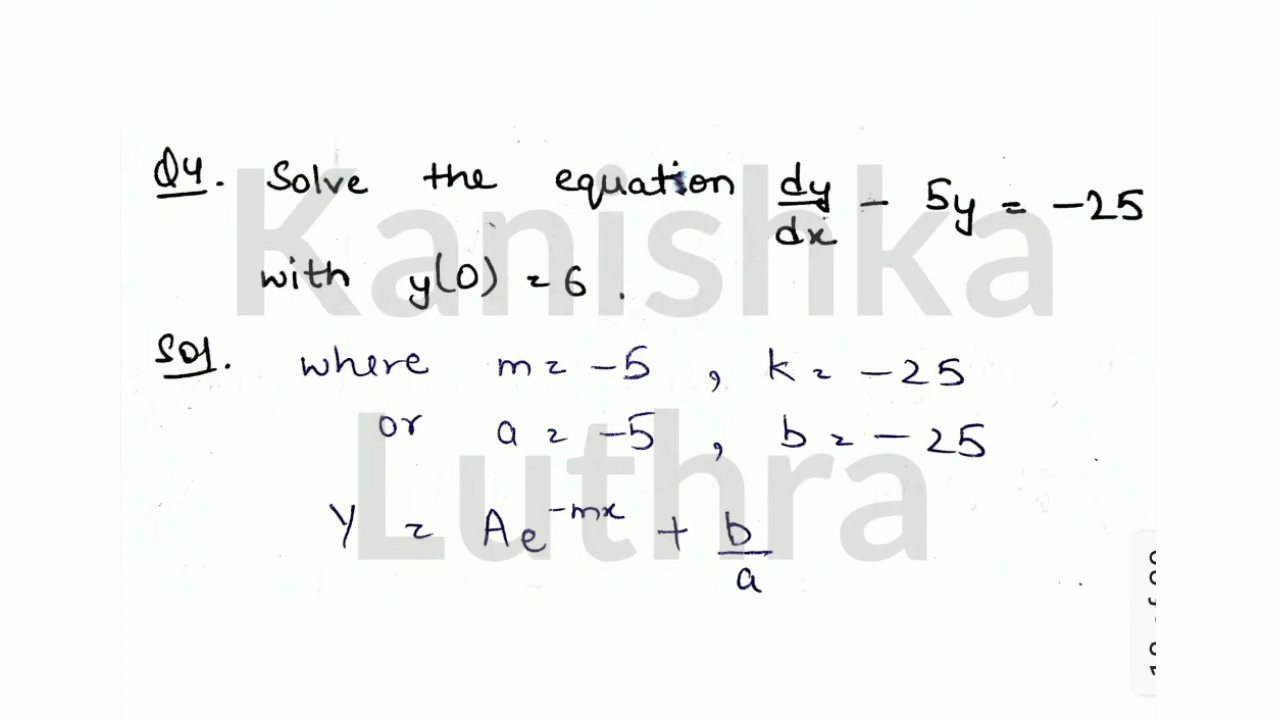 Q4. Solve the equation dy/dx - 5y = -25
with y(0) = 6.
Sol. where m = -5, k = -25
or a = -5, b = -25
y = Ae^-mx + b/a
Kanishka
Luthra